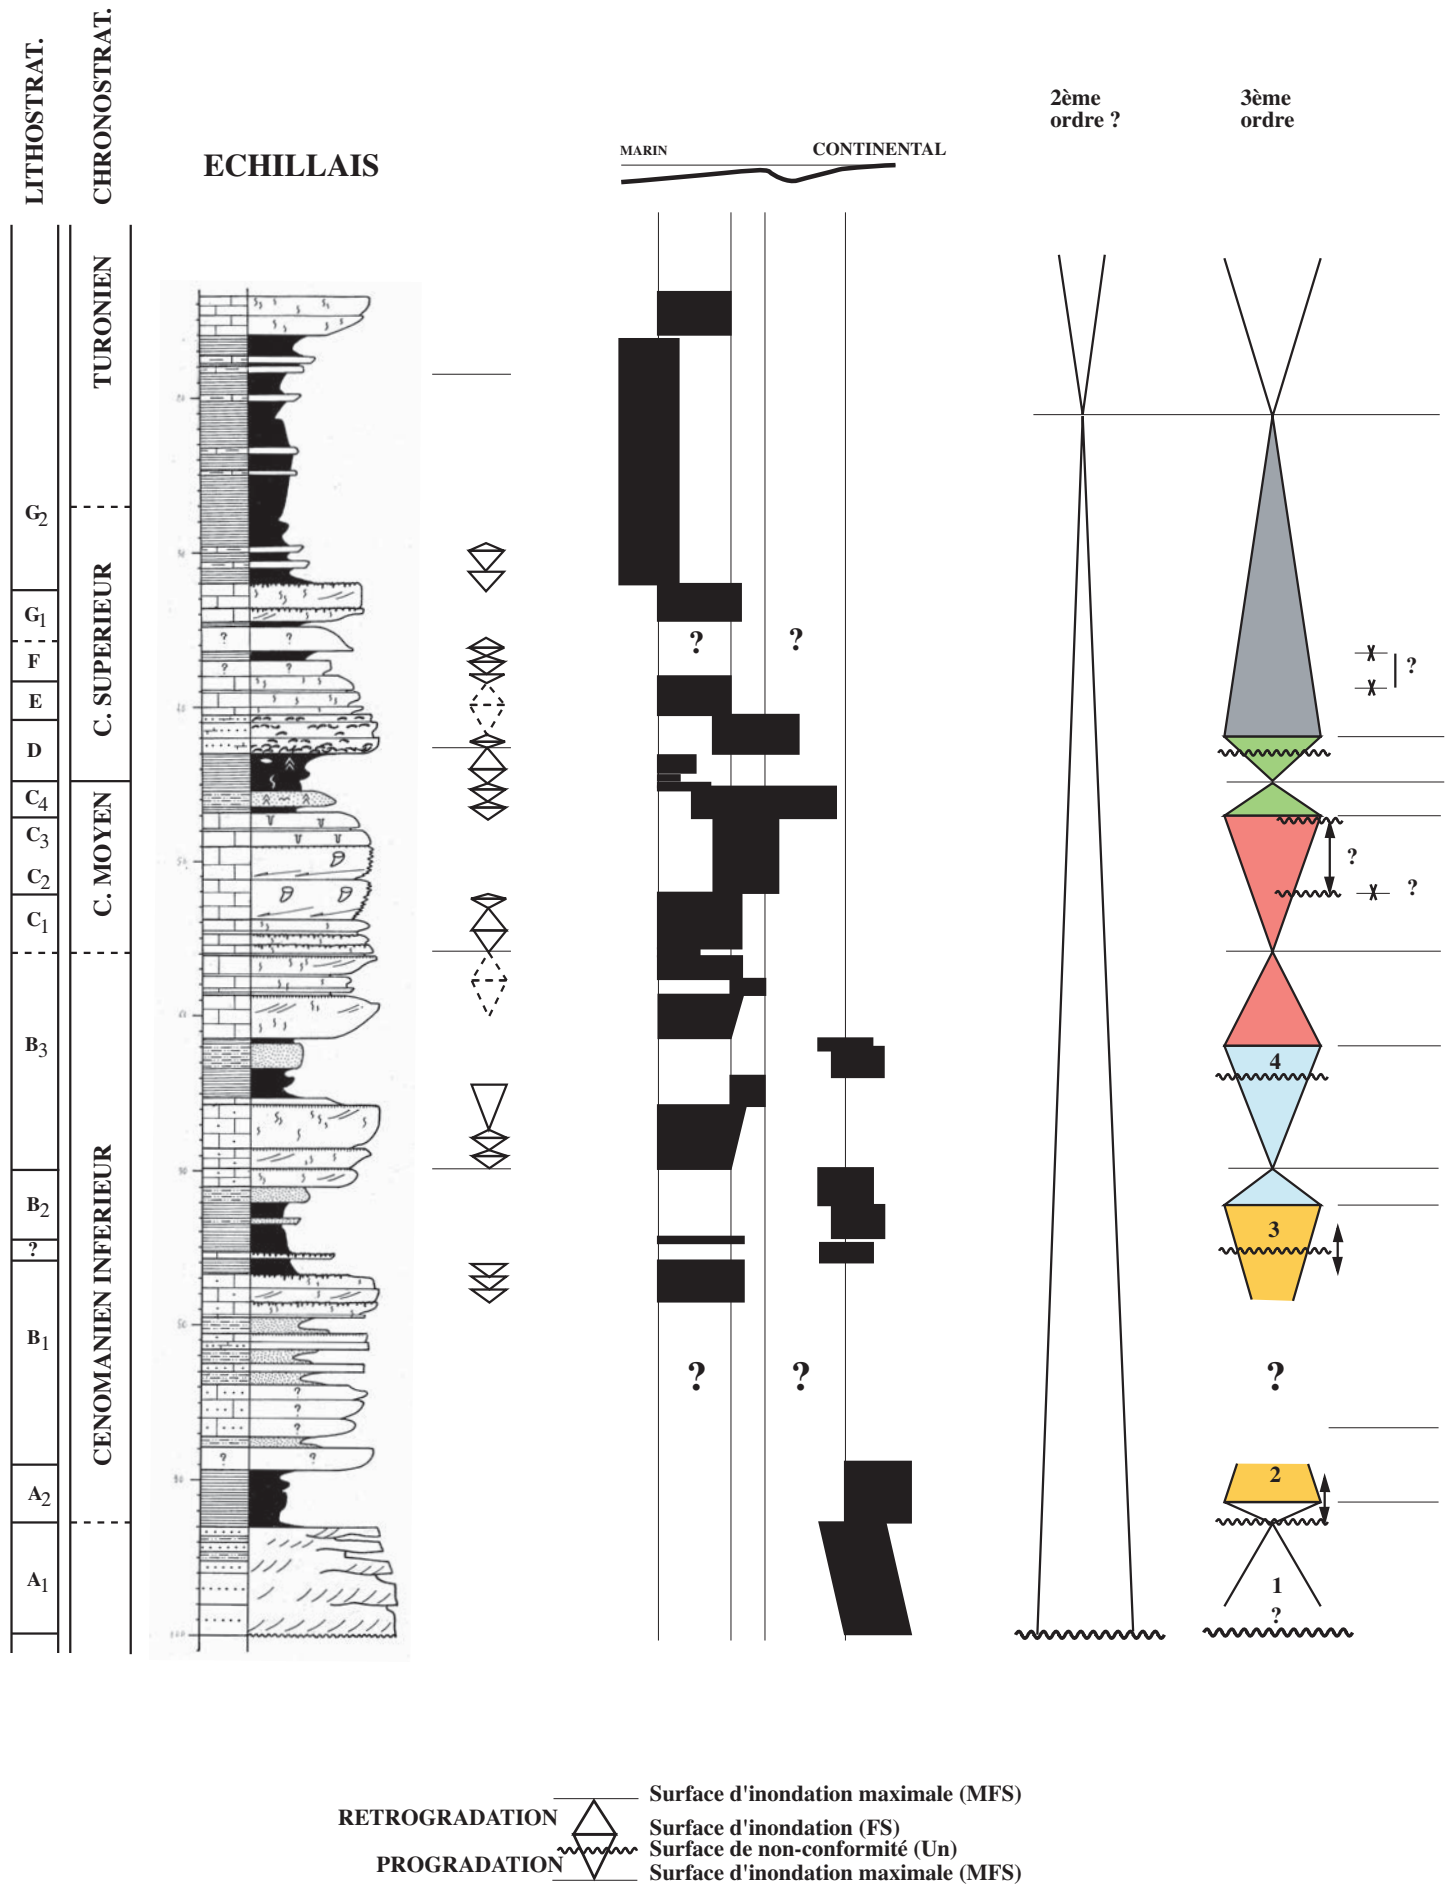 LITHOSTRAT.
CHRONOSTRAT.
ECHILLAIS
MARIN
CONTINENTAL
2ème
ordre ?
3ème
ordre
TURONIEN
C. SUPERIEUR
C. MOYEN
CENOMANIEN INFERIEUR
G2
G1
F
E
D
C4
C3
C2
C1
B3
B2
?
B1
A2
A1
? ?
? ?
?
?
?
? ?
? ?
?
?
?
4
3
? ?
?
2
1
?
RETROGRADATION
PROGRADATION
Surface d'inondation maximale (MFS)
Surface d'inondation (FS)
Surface de non-conformité (Un)
Surface d'inondation maximale (MFS)